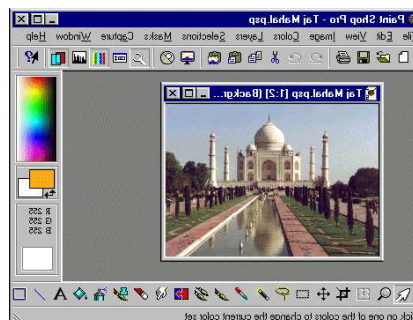 Paint Shop Pro - Taj Mahal.psp
File Edit View Image Colors Layers Selections Masks Capture Window Help
Taj Mahal.psp [1:2] (Backgr...
R 255
G 255
B 255
A
lick on one of the colors to change the current color set